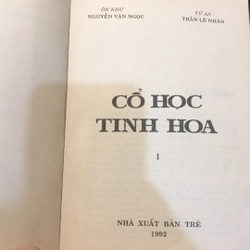 ÔN NHƯ
NGUYỄN VĂN NGỌC
TỬ AN
TRẦN LÊ NHÂN
CỔ HỌC
TINH HOA
1
NHÀ XUẤT BẢN TRẺ
1992